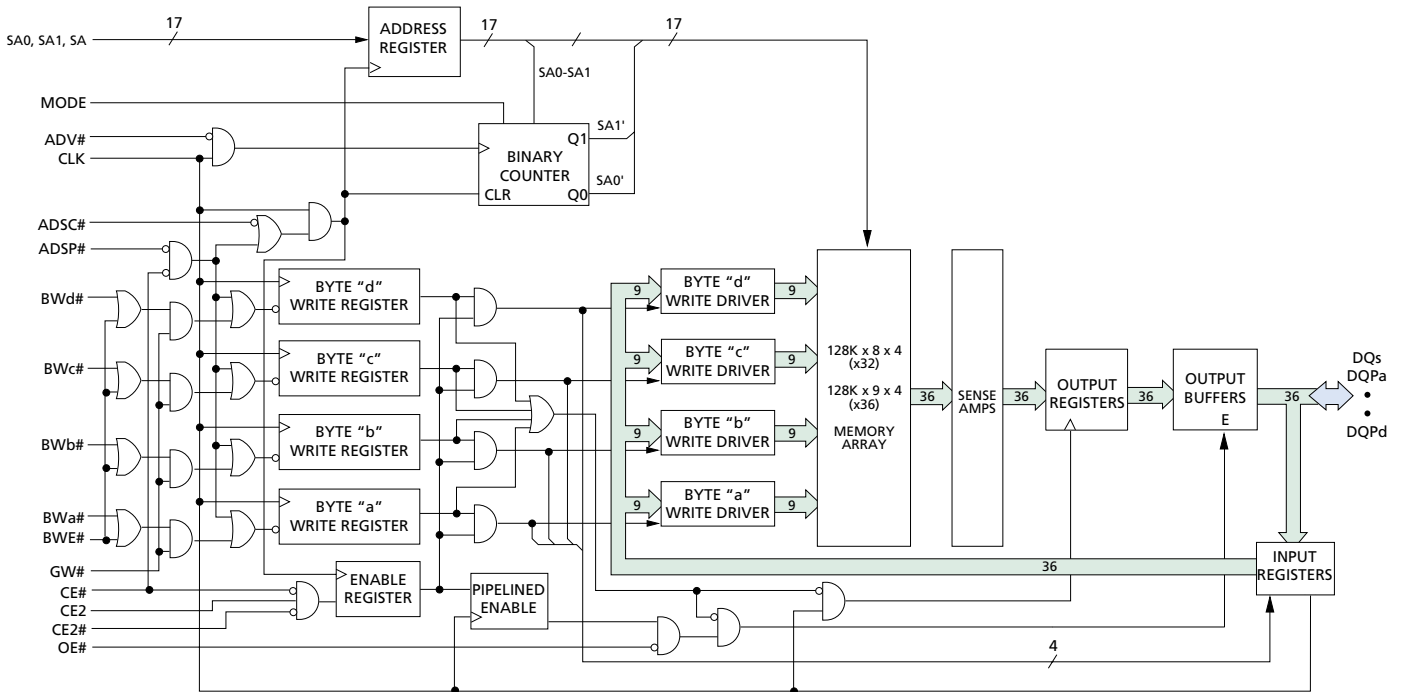 17
SA0, SA1, SA
ADDRESS
REGISTER
17
17
SA0-SA1
MODE
ADV#
CLK
Q1
SA1'
BINARY
COUNTER
CLR
Q0
SA0'
ADSC#
ADSP#
BWd#
BYTE “d”
WRITE REGISTER
9
BYTE “d”
WRITE DRIVER
9
BWc#
BYTE “c”
WRITE REGISTER
9
BYTE “c”
WRITE DRIVER
9
BWb#
BYTE “b”
WRITE REGISTER
9
BYTE “b”
WRITE DRIVER
9
BWa#
BWE#
BYTE “a”
WRITE REGISTER
9
BYTE “a”
WRITE DRIVER
9
128K x 8 x 4
(x32)
128K x 9 x 4
(x36)
MEMORY
ARRAY
36
SENSE
AMPS
36
OUTPUT
REGISTERS
36
OUTPUT
BUFFERS
E
36
DQs
DQPa
DQPd
GW#
CE#
CE2
CE2#
OE#
ENABLE
REGISTER
PIPELINED
ENABLE
36
INPUT
REGISTERS
4